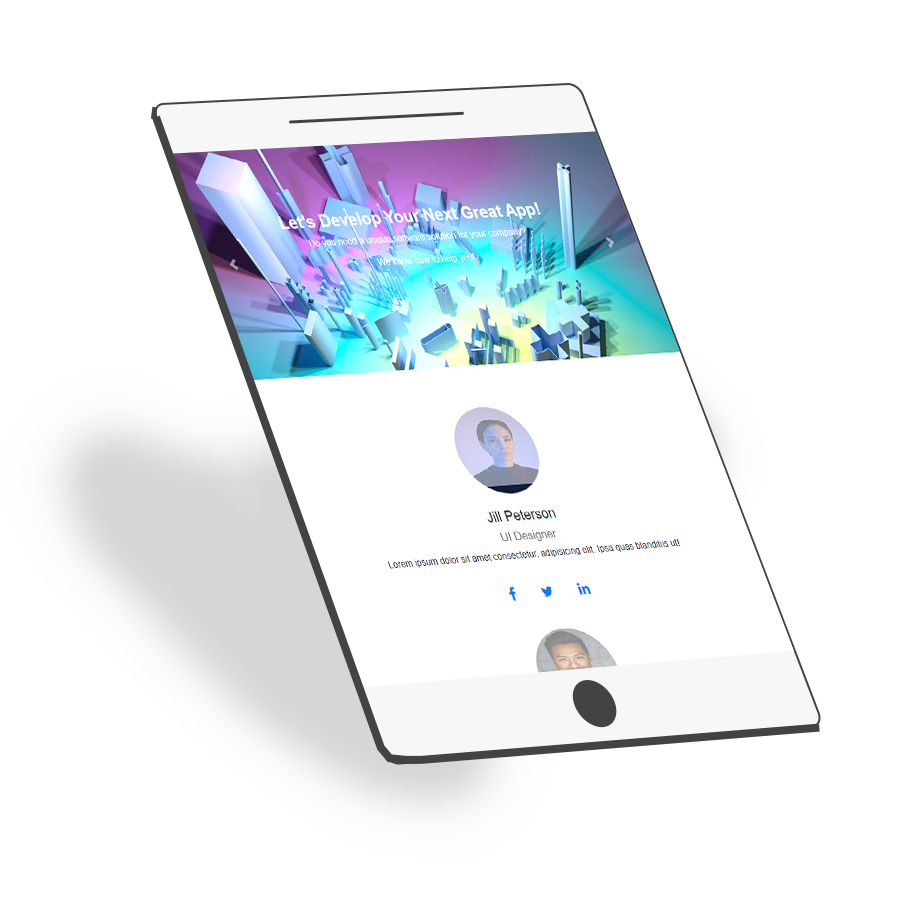 Let's Develop Your Next Great App!
Do you need a unique software solution for your company?
We know how to help you!
Jill Peterson
UI Designer
Lorem ipsum dolor sit amet consectetur, adipisicing elit. Ipsa quas blanditiis ut!